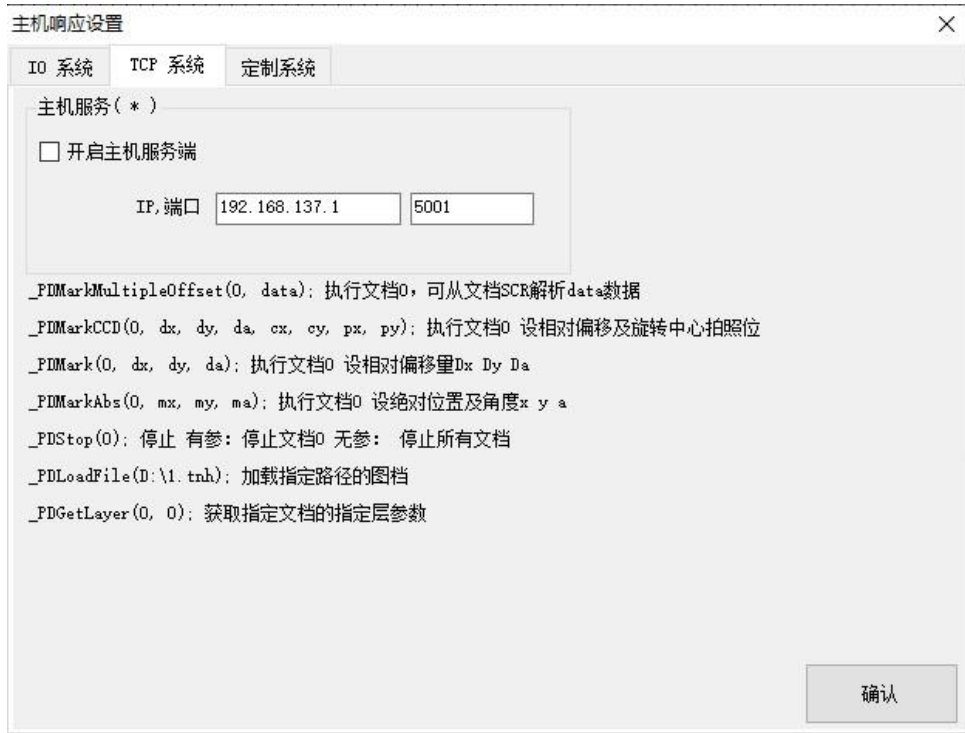 主机响应设置
IO 系统 TCP 系统 定制系统
主机服务( * )
开启主机服务端
IP,端口 192.168.137.1 5001
_PDMarkMultipleOffset(0, data); 执行文档0，可从文档SCR解析data数据
_PDMarkCCD(0, dx, dy, da, cx, cy, px, py); 执行文档0 设相对偏移及旋转中心拍照位
_PDMark(0, dx, dy, da); 执行文档0 设相对偏移量Dx Dy Da
_PDMarkAbs(0, mx, my, ma); 执行文档0 设绝对位置及角度x y a
_PDStop(0); 停止 有参: 停止文档0 无参: 停止所有文档
_PDLoadFile(D:\1.tnh); 加载指定路径的图档
_PDGetLayer(0, 0); 获取指定文档的指定层参数
确认